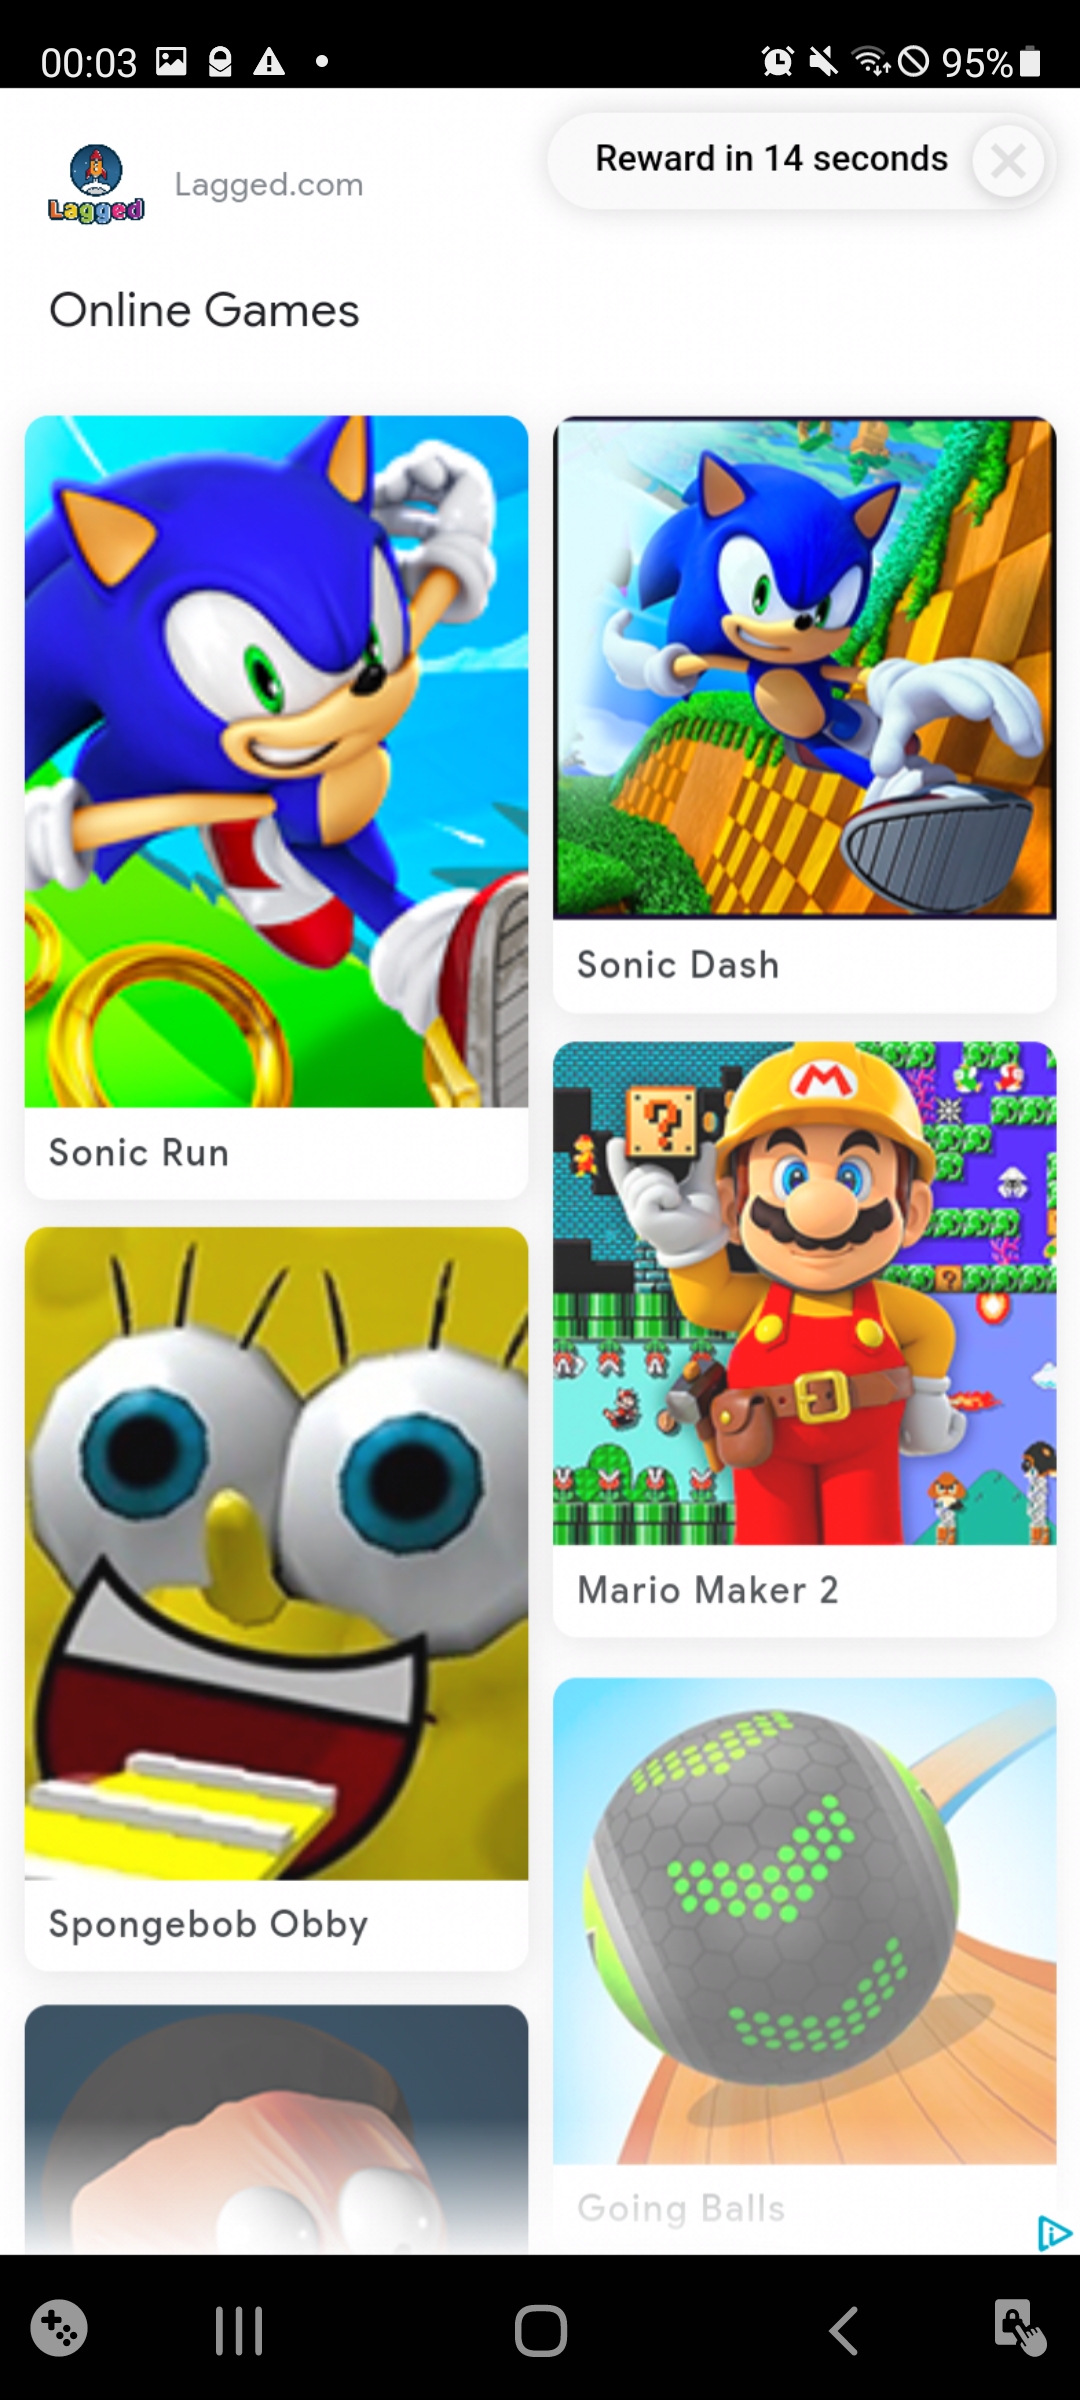 00:03
95%
Lagged
Lagged.com
Reward in 14 seconds
Online Games
Sonic Run
Sonic Dash
M
?
Mario Maker 2
Spongebob Obby
Going Balls